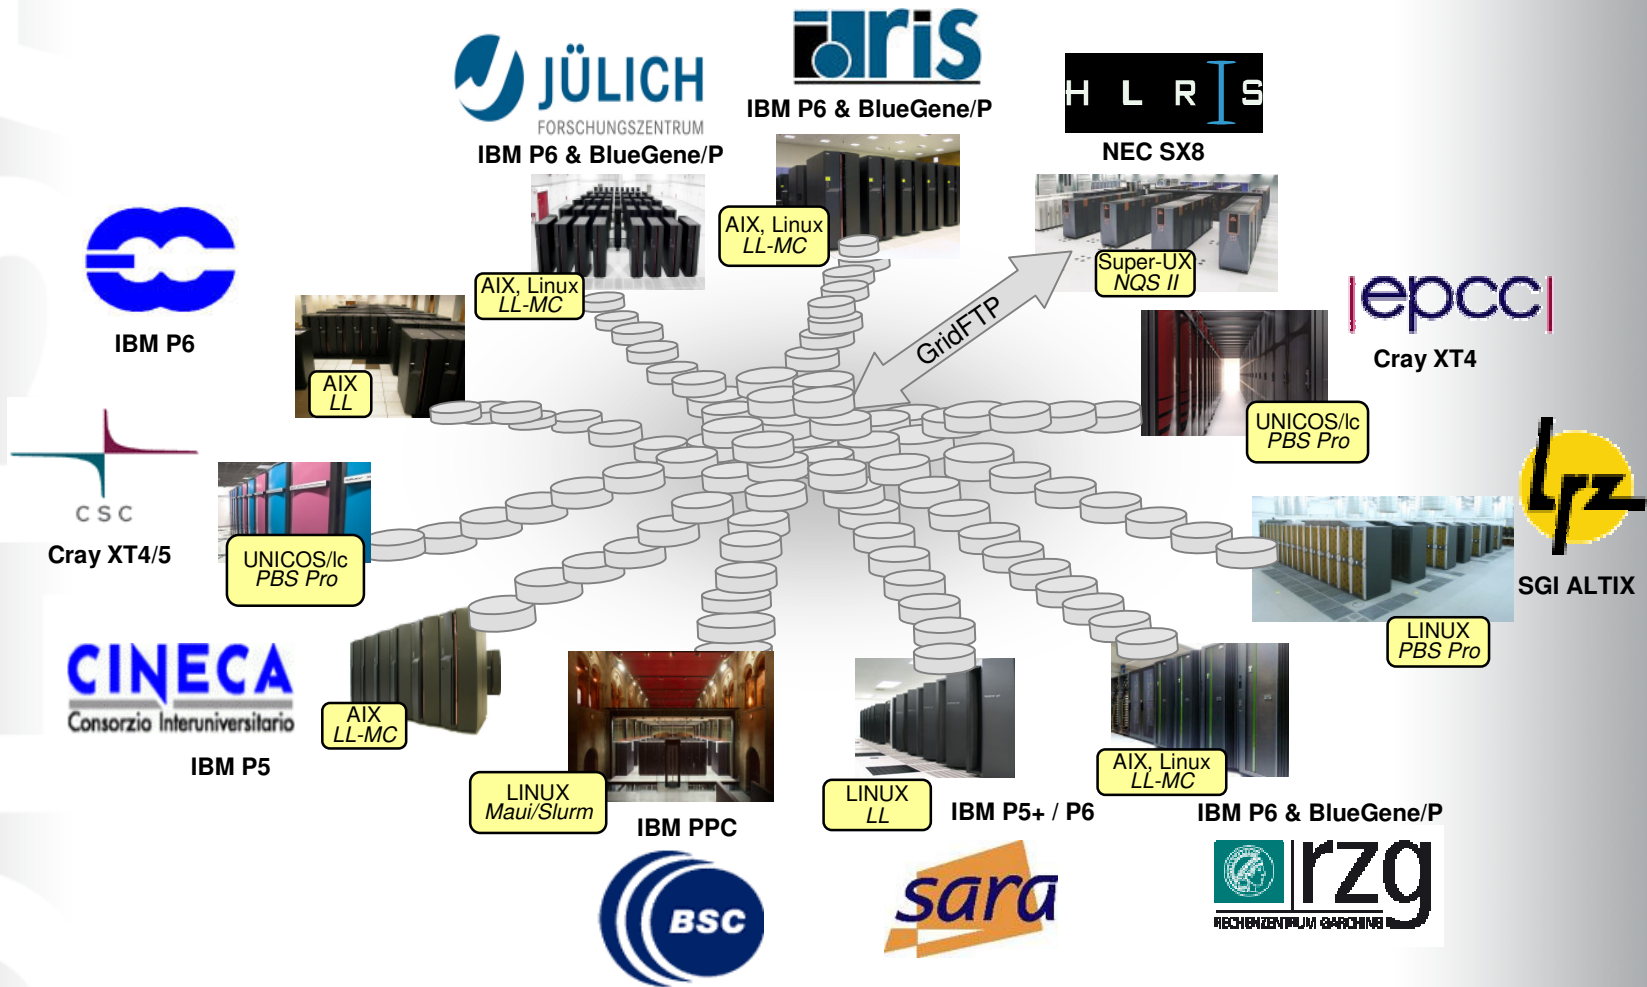 idris
IBM P6 & BlueGene/P
JÜLICH
FORSCHUNGSZENTRUM
IBM P6 & BlueGene/P
H L R I S
NEC SX8
AIX, Linux
LL-MC
AIX, Linux
LL-MC
Super-UX
NQS II
GridFTP
IBM P6
AIX
LL
|epcc|
Cray XT4
UNICOS/lc
PBS Pro
CSC
Cray XT4/5
UNICOS/lc
PBS Pro
lrz
SGI ALTIX
LINUX
PBS Pro
CINECA
Consorzio Interuniversitario
IBM P5
AIX
LL-MC
LINUX
Maui/Slurm
IBM PPC
BSC
LINUX
LL
IBM P5+ / P6
sara
AIX, Linux
LL-MC
IBM P6 & BlueGene/P
rzg
RECHENZENTRUM GARCHING